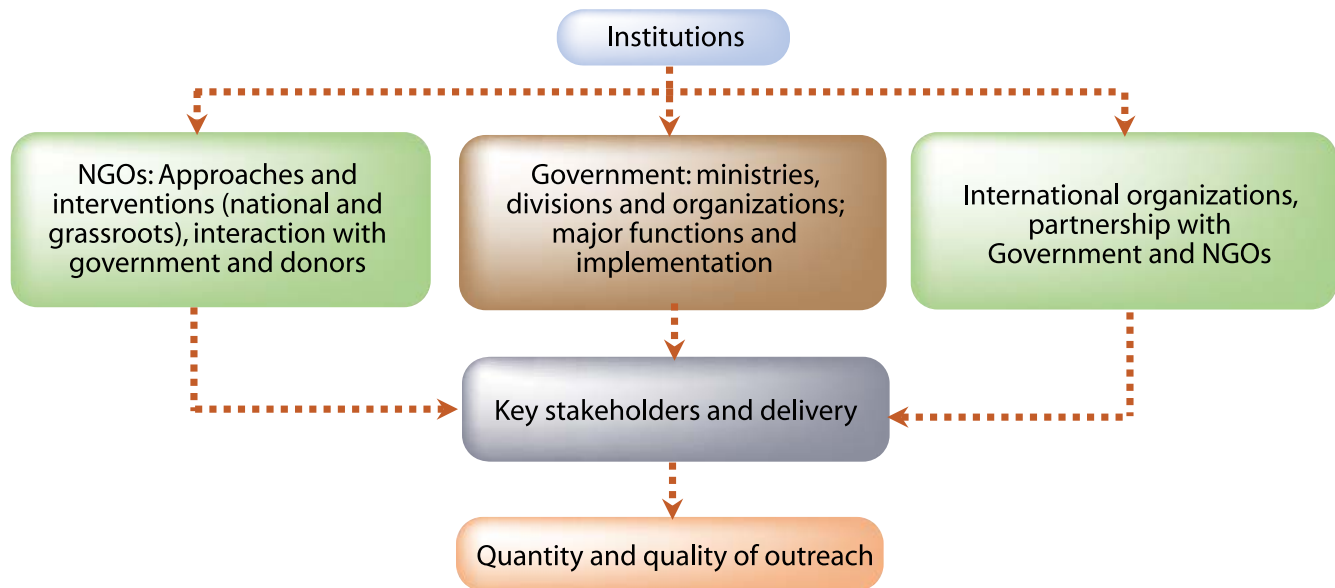 Institutions
NGOs: Approaches and
interventions (national and
grassroots), interaction with
government and donors
Government: ministries,
divisions and organizations;
major functions and
implementation
International organizations,
partnership with
Government and NGOs
Key stakeholders and delivery
Quantity and quality of outreach